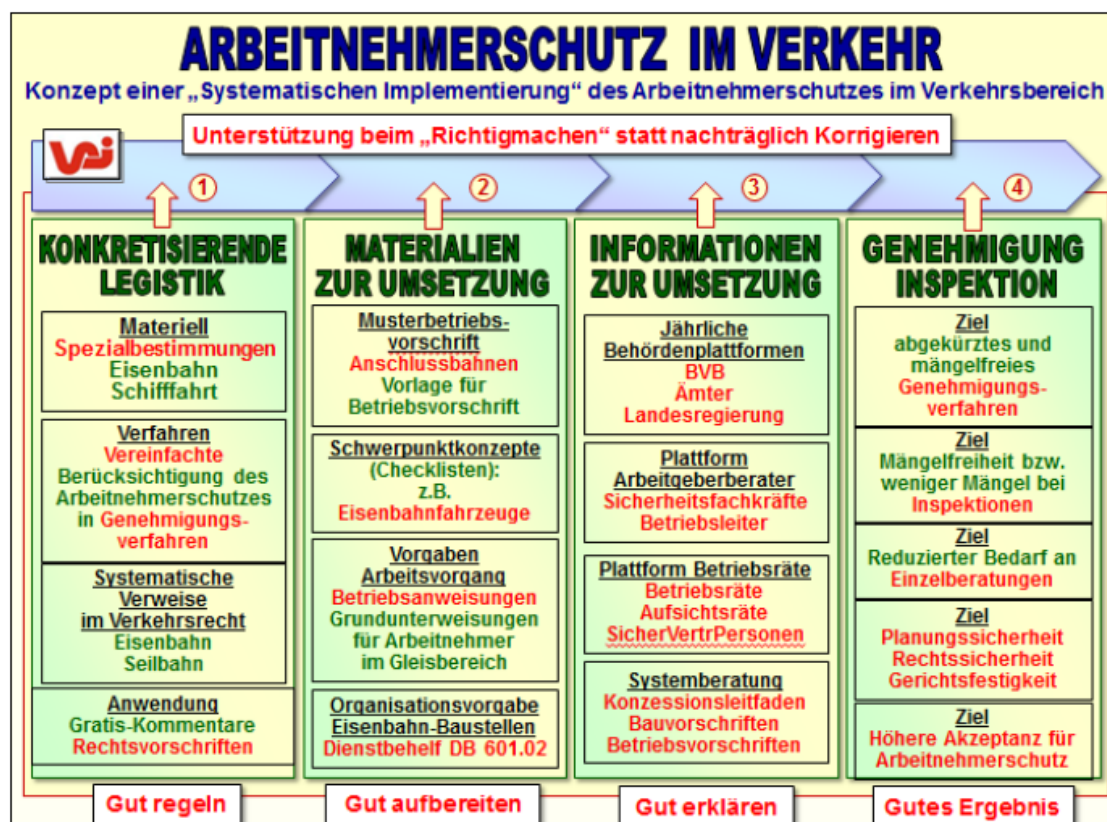 ARBEITNEHMERSCHUTZ IM VERKEHR
Konzept einer „Systematischen Implementierung“ des Arbeitnehmerschutzes im Verkehrsbereich
Unterstützung beim „Richtigmachen“ statt nachträglich Korrigieren
VAI
1
2
3
4
KONKRETISIERENDE
LEGISTIK
Materiell
Spezialbestimmungen
Eisenbahn
Schifffahrt
Verfahren
Vereinfachte
Berücksichtigung des
Arbeitnehmerschutzes
in Genehmigungs-
verfahren
Systematische
Verweise
im Verkehrsrecht
Eisenbahn
Seilbahn
Anwendung
Gratis-Kommentare
Rechtsvorschriften
Gut regeln
MATERIALIEN
ZUR UMSETZUNG
Musterbetriebs-
vorschrift
Anschlussbahnen
Vorlage für
Betriebsvorschrift
Schwerpunktkonzepte
(Checklisten):
z.B.
Eisenbahnfahrzeuge
Vorgaben
Arbeitsvorgang
Betriebsanweisungen
Grundunterweisungen
für Arbeitnehmer
im Gleisbereich
Organisationsvorgabe
Eisenbahn-Baustellen
Dienstbehelf DB 601.02
Gut aufbereiten
INFORMATIONEN
ZUR UMSETZUNG
Jährliche
Behördenplattformen
BVB
Ämter
Landesregierung
Plattform
Arbeitgeberberater
Sicherheitsfachkräfte
Betriebsleiter
Plattform Betriebsräte
Betriebsräte
Aufsichtsräte
SicherVertrPersonen
Systemberatung
Konzessionsleitfaden
Bauvorschriften
Betriebsvorschriften
Gut erklären
GENEHMIGUNG
INSPEKTION
Ziel
abgekürztes und
mängelfreies
Genehmigungs-
verfahren
Ziel
Mängelfreiheit bzw.
weniger Mängel bei
Inspektionen
Ziel
Reduzierter Bedarf an
Einzelberatungen
Ziel
Planungssicherheit
Rechtssicherheit
Gerichtsfestigkeit
Ziel
Höhere Akzeptanz für
Arbeitnehmerschutz
Gutes Ergebnis